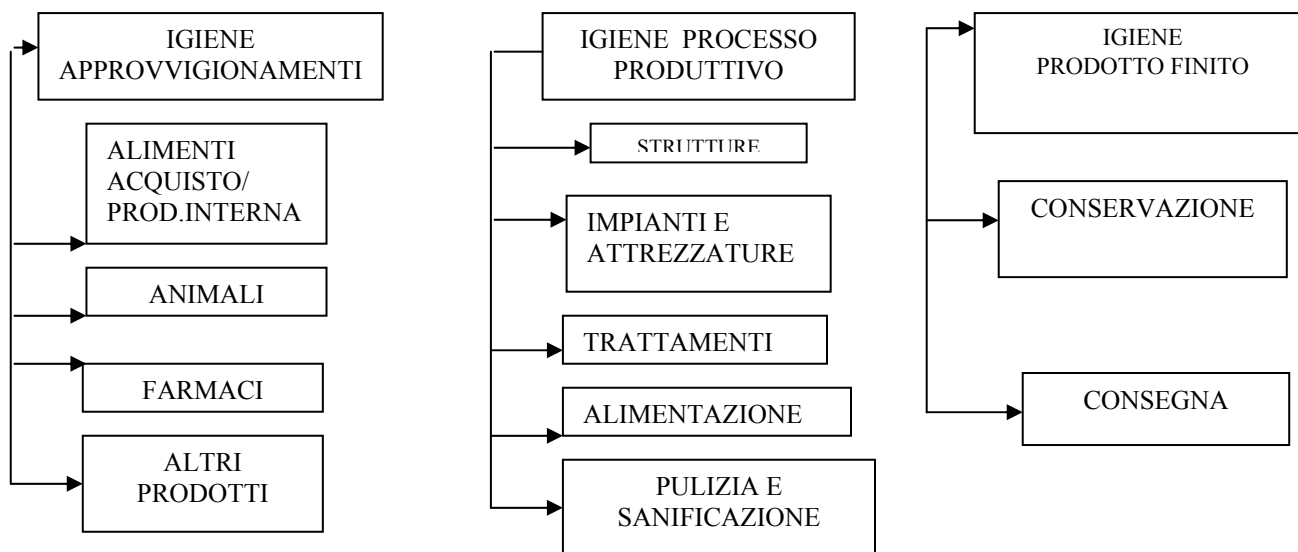 IGIENE
APPROVVIGIONAMENTI
ALIMENTI
ACQUISTO/
PROD.INTERNA
ANIMALI
FARMACI
ALTRI
PRODOTTI
IGIENE PROCESSO
PRODUTTIVO
STRUTTURE
IMPIANTI E
ATTREZZATURE
TRATTAMENTI
ALIMENTAZIONE
PULIZIA E
SANIFICAZIONE
IGIENE
PRODOTTO FINITO
CONSERVAZIONE
CONSEGNA